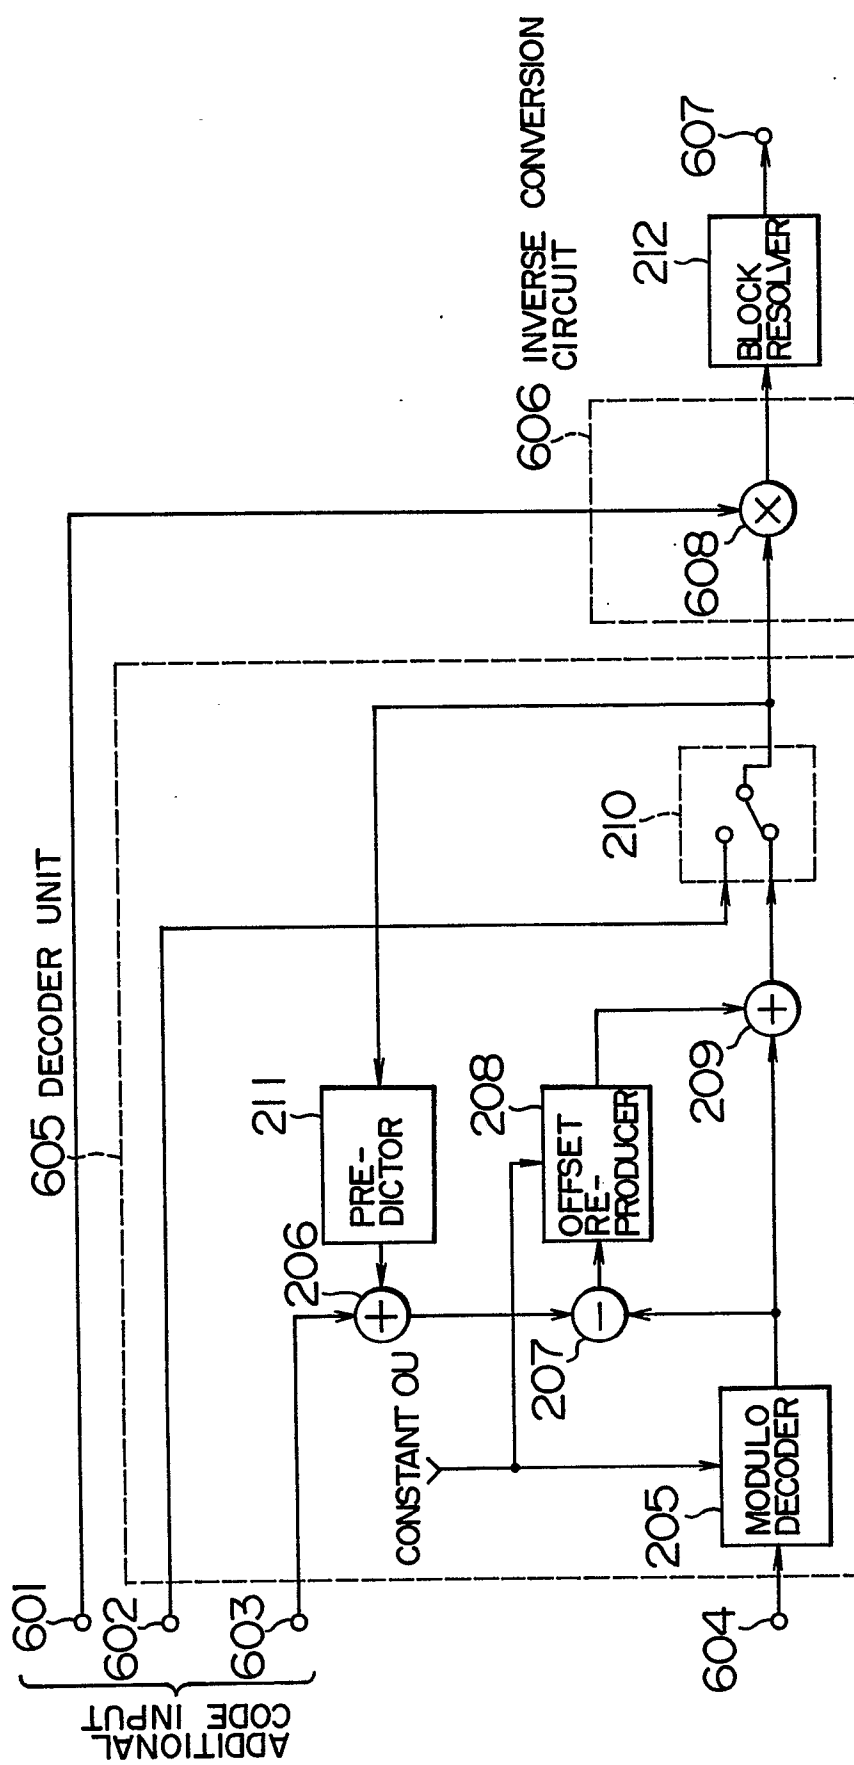 ADDITIONAL
CODE INPUT
601
602
603
604
605 DECODER UNIT
CONSTANT OU
205
MODULO
DECODER
206
207
211
PRE-
DICTOR
208
OFFSET
RE-
PRODUCER
209
210
606 INVERSE CONVERSION
CIRCUIT
608
212
BLOCK
RESOLVER
607